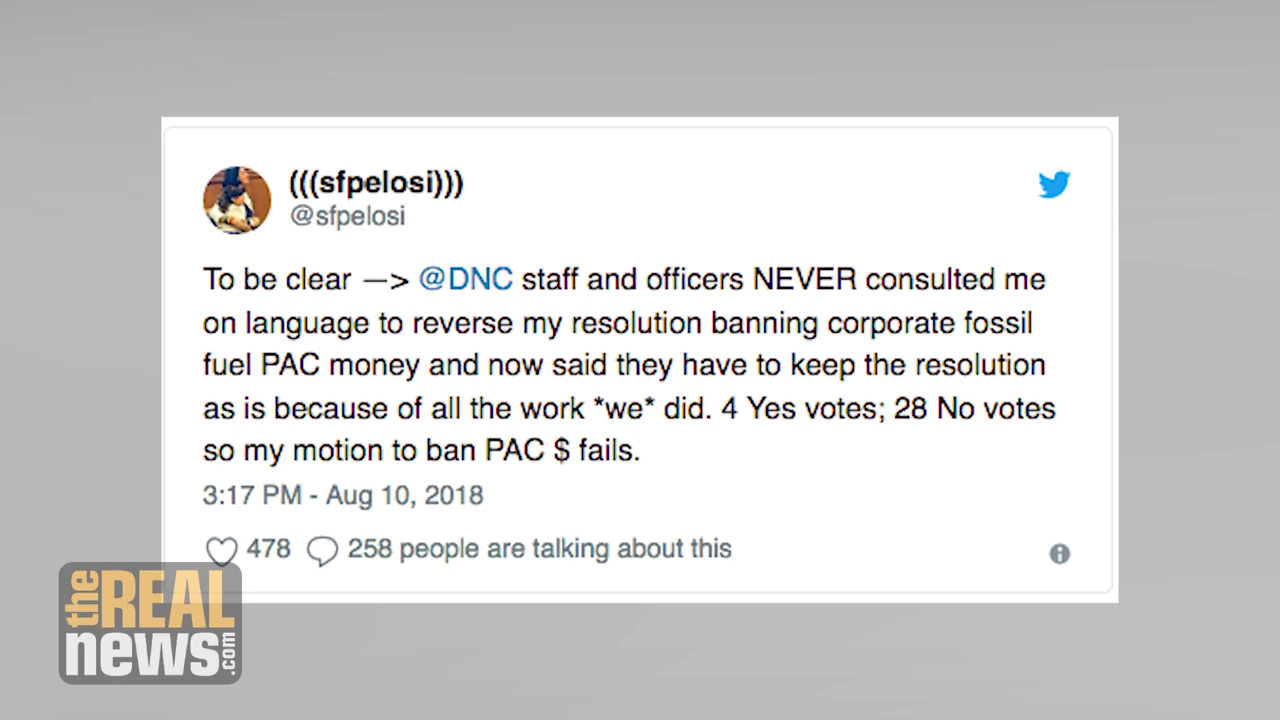 (((sfpelosi)))
@sfpelosi
To be clear —> @DNC staff and officers NEVER consulted me
on language to reverse my resolution banning corporate fossil
fuel PAC money and now said they have to keep the resolution
as is because of all the work *we* did. 4 Yes votes; 28 No votes
so my motion to ban PAC $ fails.
3:17 PM - Aug 10, 2018
478 258 people are talking about this
the REAL
news.com